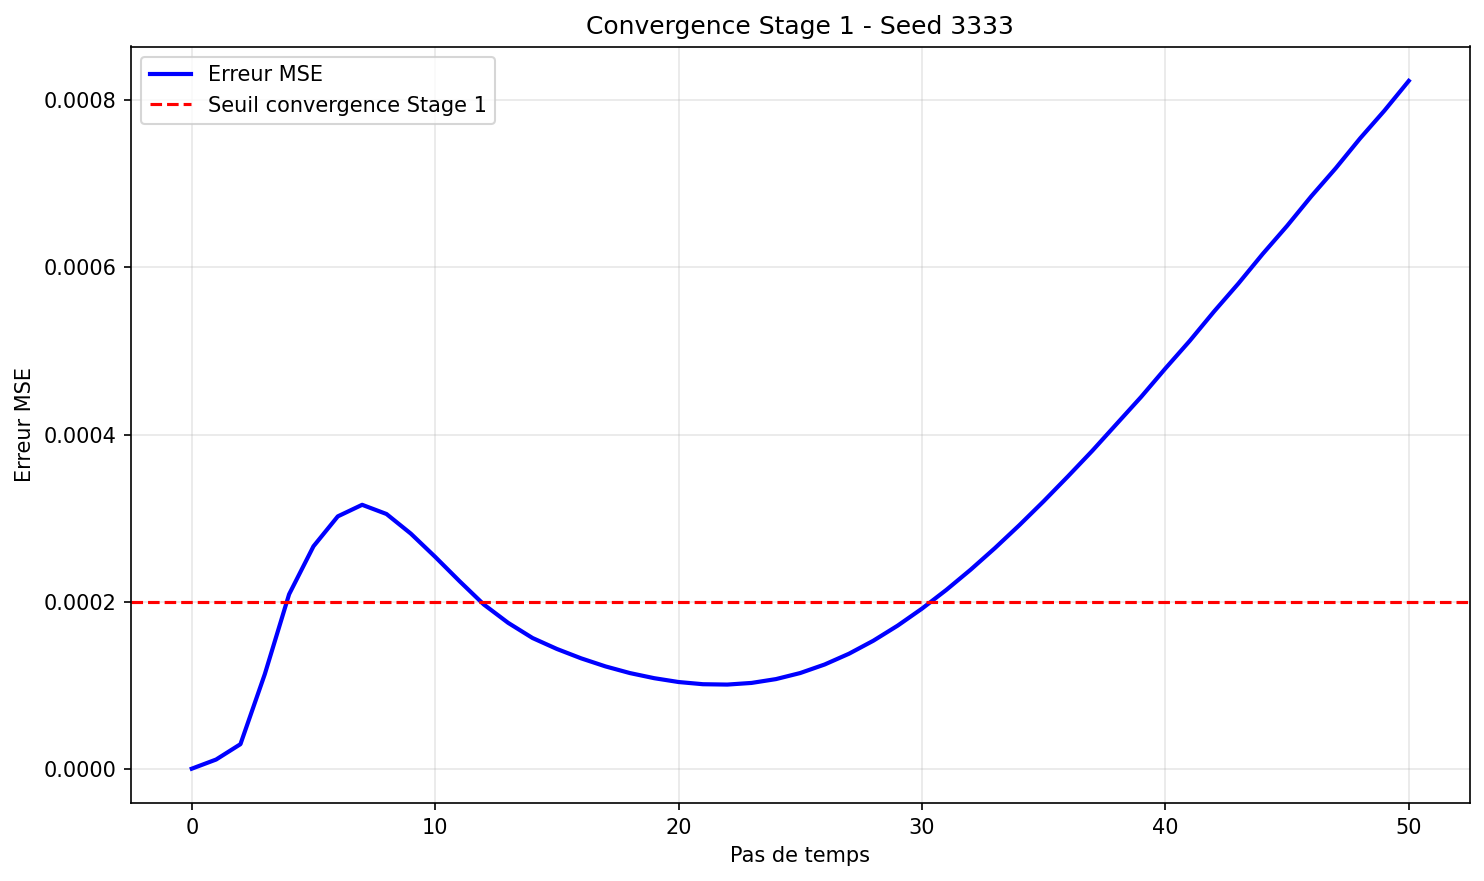 Convergence Stage 1 - Seed 3333
Erreur MSE
Seuil convergence Stage 1
0.0008
0.0006
0.0004
0.0002
0.0000
Erreur MSE
0 10 20 30 40 50
Pas de temps